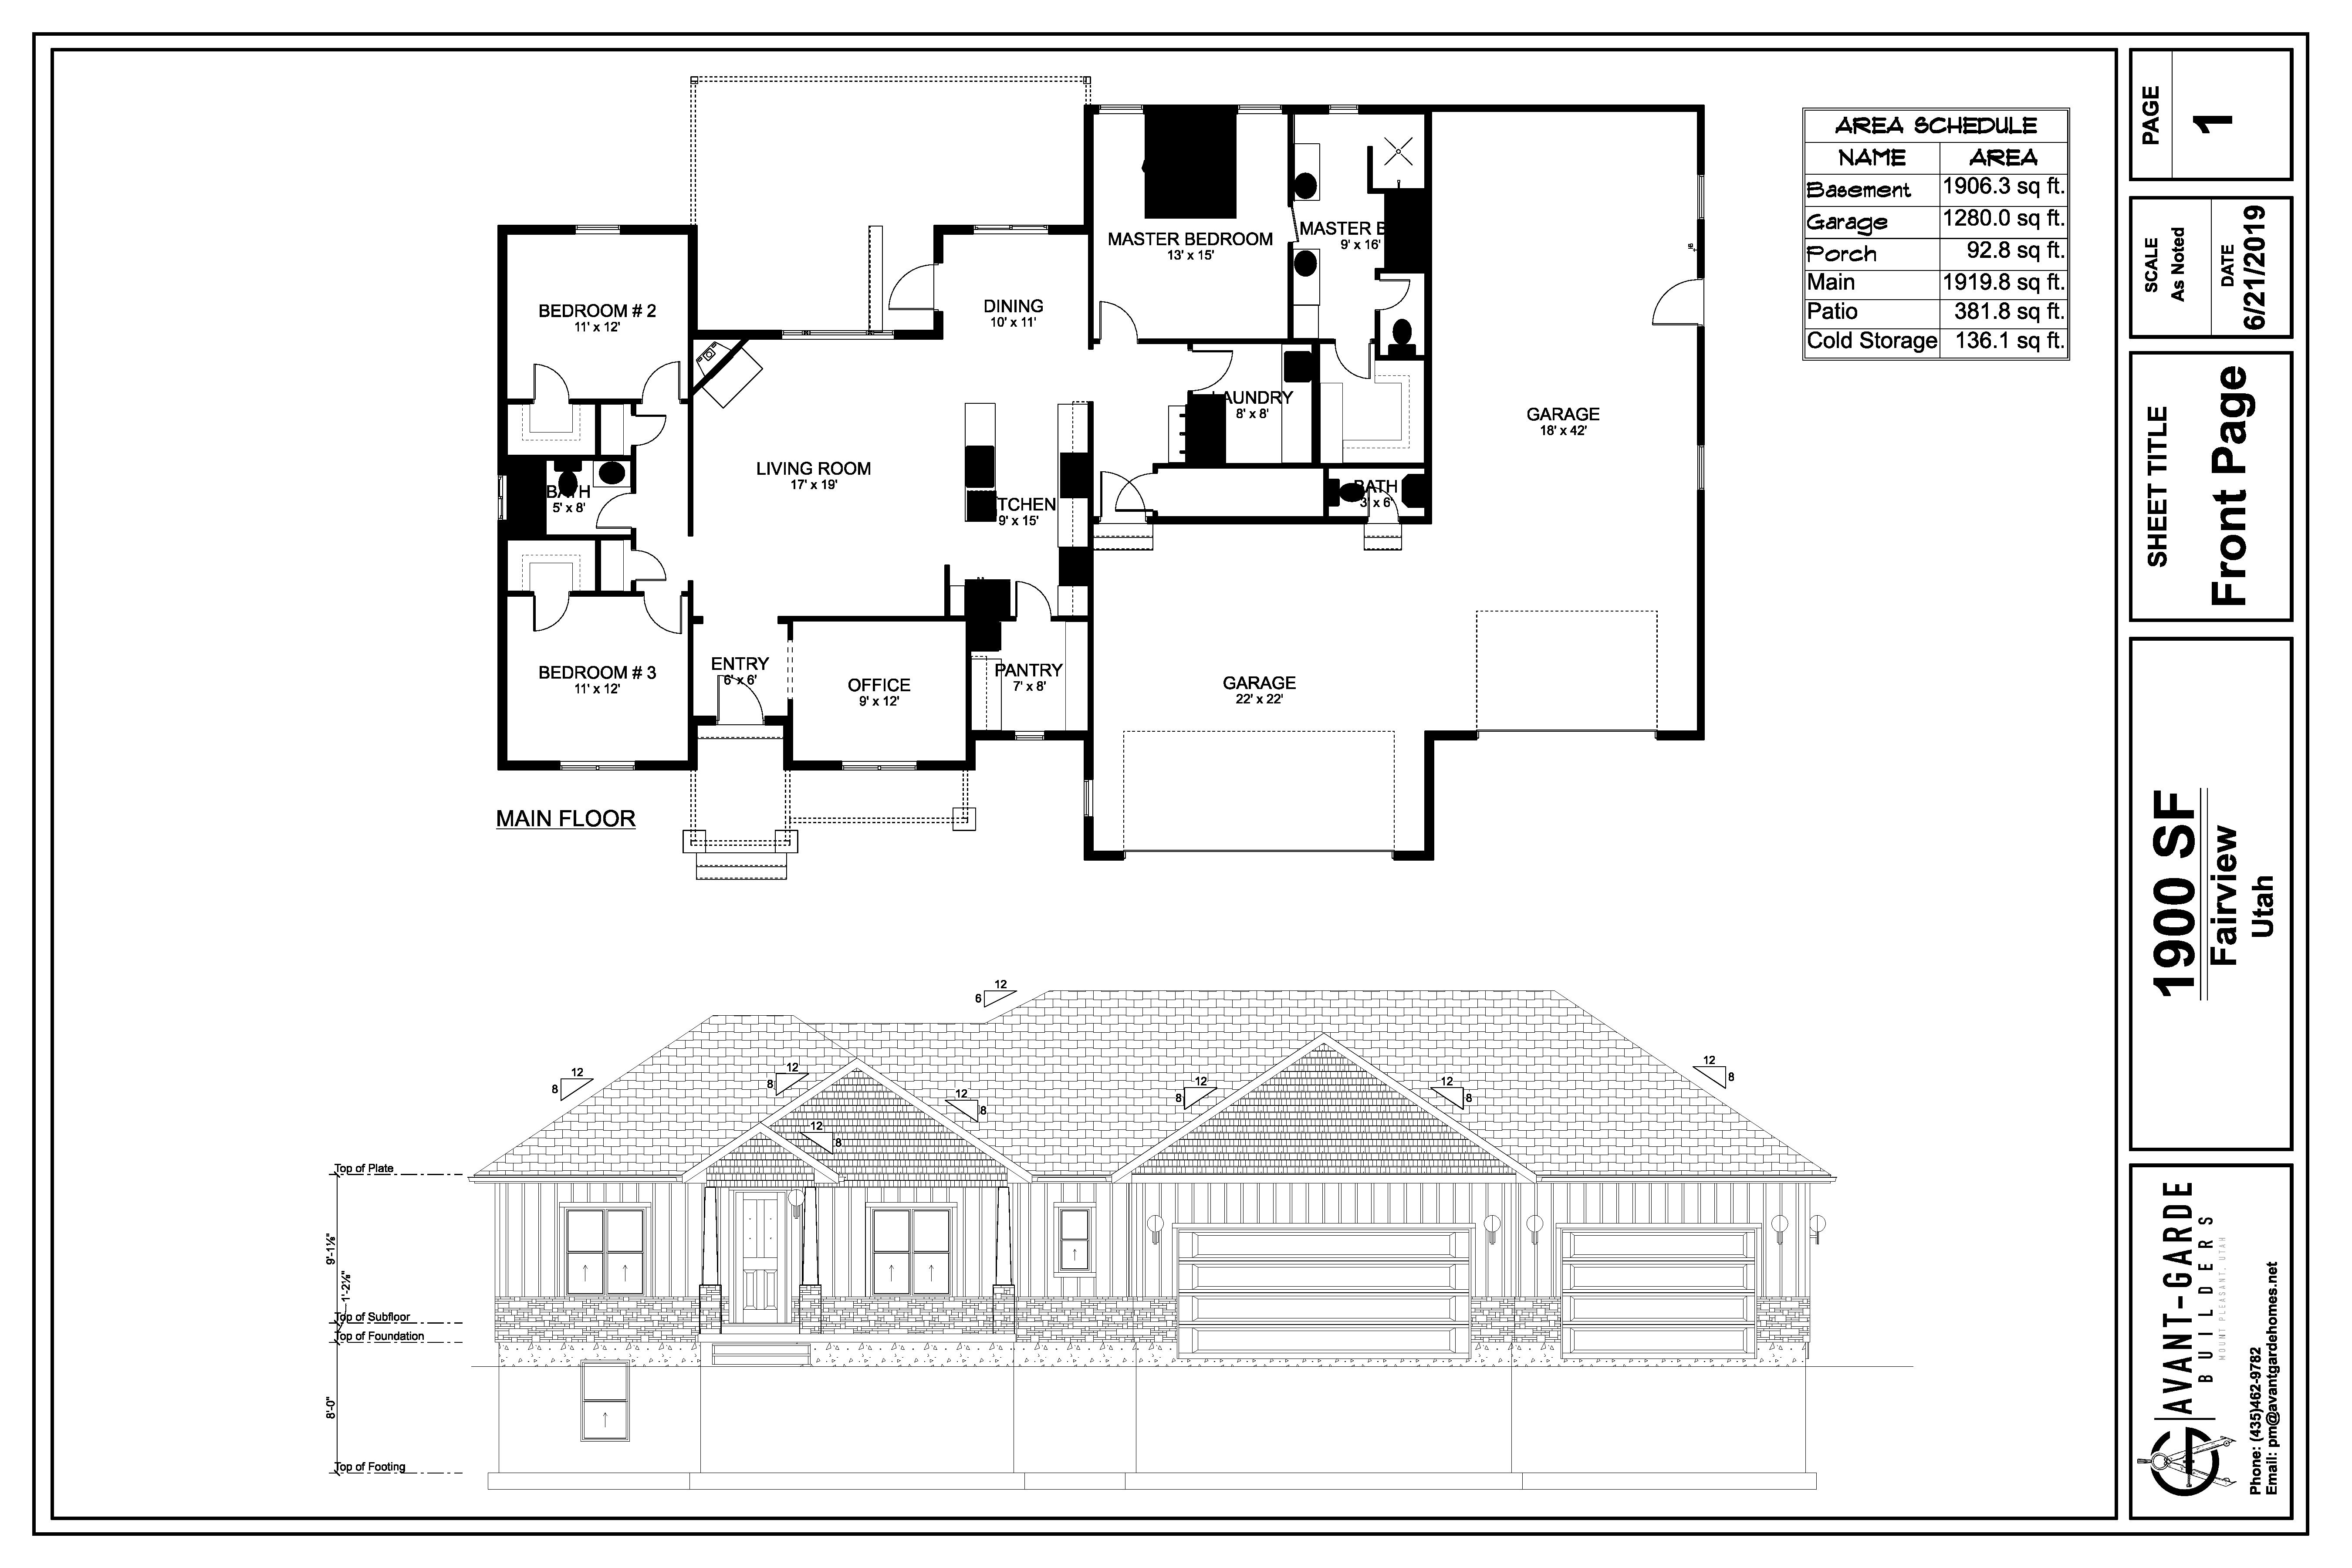 AREA SCHEDULE
NAME AREA
Basement 1906.3 sq ft.
Garage 1280.0 sq ft.
Porch 92.8 sq ft.
Main 1919.8 sq ft.
Patio 381.8 sq ft.
Cold Storage 136.1 sq ft.
MASTER BEDROOM
13' x 15'
MASTER B
9' x 16'
BEDROOM # 2
11' x 12'
DINING
10' x 11'
LAUNDRY
8' x 8'
GARAGE
18' x 42'
LIVING ROOM
17' x 19'
BATH
5' x 8'
TCHEN
9' x 15'
BATH
3' x 6'
BEDROOM # 3
11' x 12'
ENTRY
6' x 6'
OFFICE
9' x 12'
PANTRY
7' x 8'
GARAGE
22' x 22'
MAIN FLOOR
12
6
12
8
12
8
12
8
12
8
12
8
12
8
12
8
Top of Plate
9'-1⅛"
1'-2⅛"
Top of Subfloor
Top of Foundation
8'-0"
Top of Footing
PAGE
1
SCALE
As Noted
DATE
6/21/2019
SHEET TITLE
Front Page
1900 SF
Fairview
Utah
AVANT-GARDE
BUILDERS
MOUNT PLEASANT, UTAH
Phone: (435)462-9782
Email: pm@avantgardehomes.net